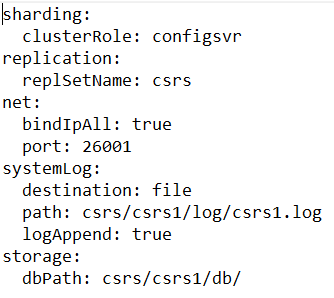 sharding:
  clusterRole: configsvr
replication:
  replSetName: csrs
net:
  bindIpAll: true
  port: 26001
systemLog:
  destination: file
  path: csrs/csrs1/log/csrs1.log
  logAppend: true
storage:
  dbPath: csrs/csrs1/db/